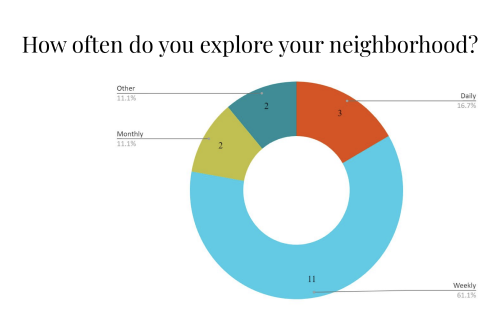 How often do you explore your neighborhood?
Other
11.1%
2
3
Daily
16.7%
Monthly
11.1%
2
11
Weekly
61.1%